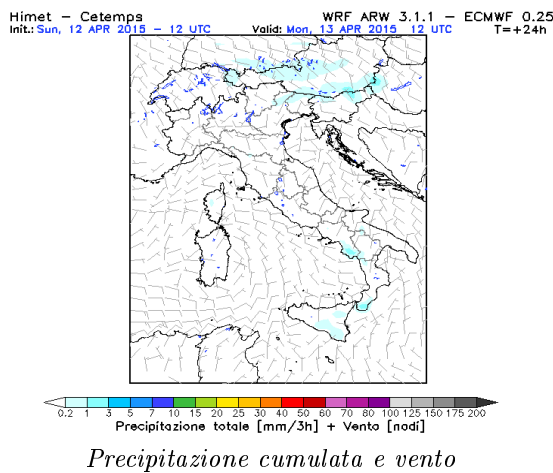 Himet – Cetemps WRF ARW 3.1.1 – ECMWF 0.25
Init.: Sun, 12 APR 2015 – 12 UTC Valid: Mon, 13 APR 2015 12 UTC T=+24h
0.2 1 3 5 7 10 15 20 25 30 40 50 60 70 80 100 125 150 175 200
Precipitazione totale [mm/3h] + Vento [nodi]
Precipitazione cumulata e vento